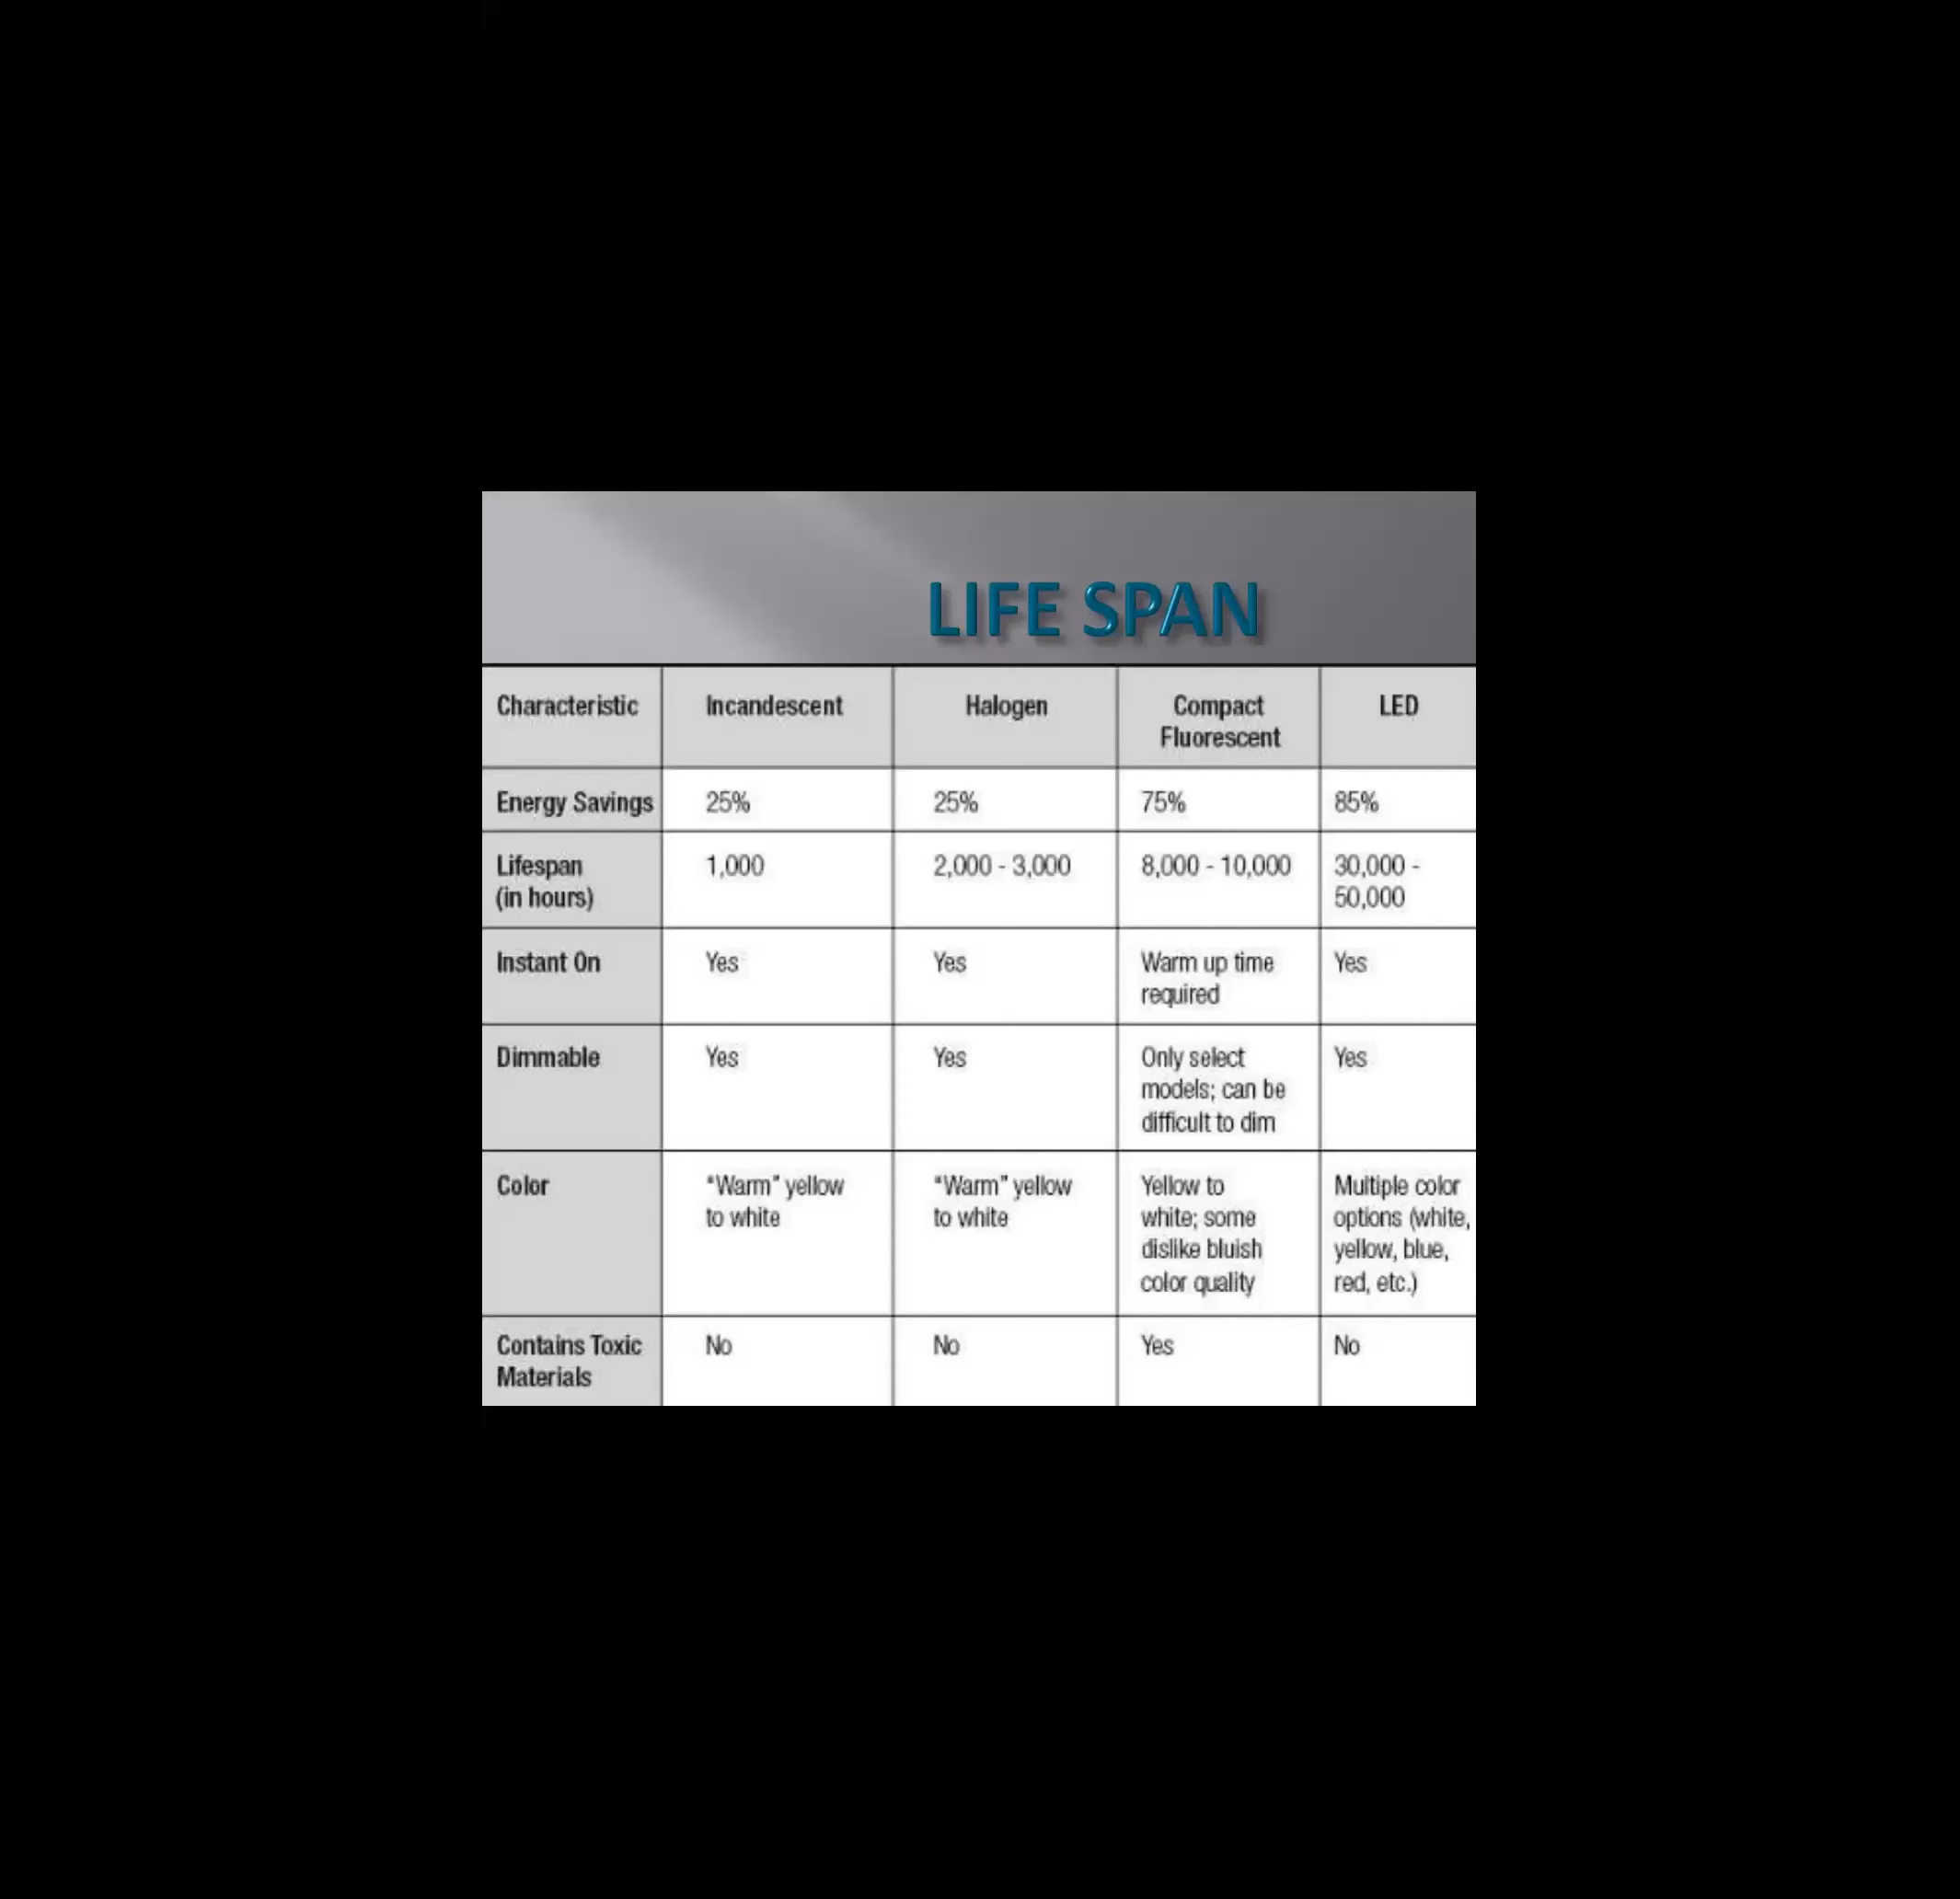 LIFE SPAN
Characteristic Incandescent Halogen Compact LED
Fluorescent
Energy Savings 25% 25% 75% 85%
Lifespan 1,000 2,000 - 3,000 8,000 - 10,000 30,000 -
(in hours) 50,000
Instant On Yes Yes Warm up time Yes
required
Dimmable Yes Yes Only select Yes
models; can be
difficult to dim
Color "Warm" yellow "Warm" yellow Yellow to Multiple color
to white to white white; some options (white,
dislike bluish yellow, blue,
color quality red, etc.)
Contains Toxic No No Yes No
Materials